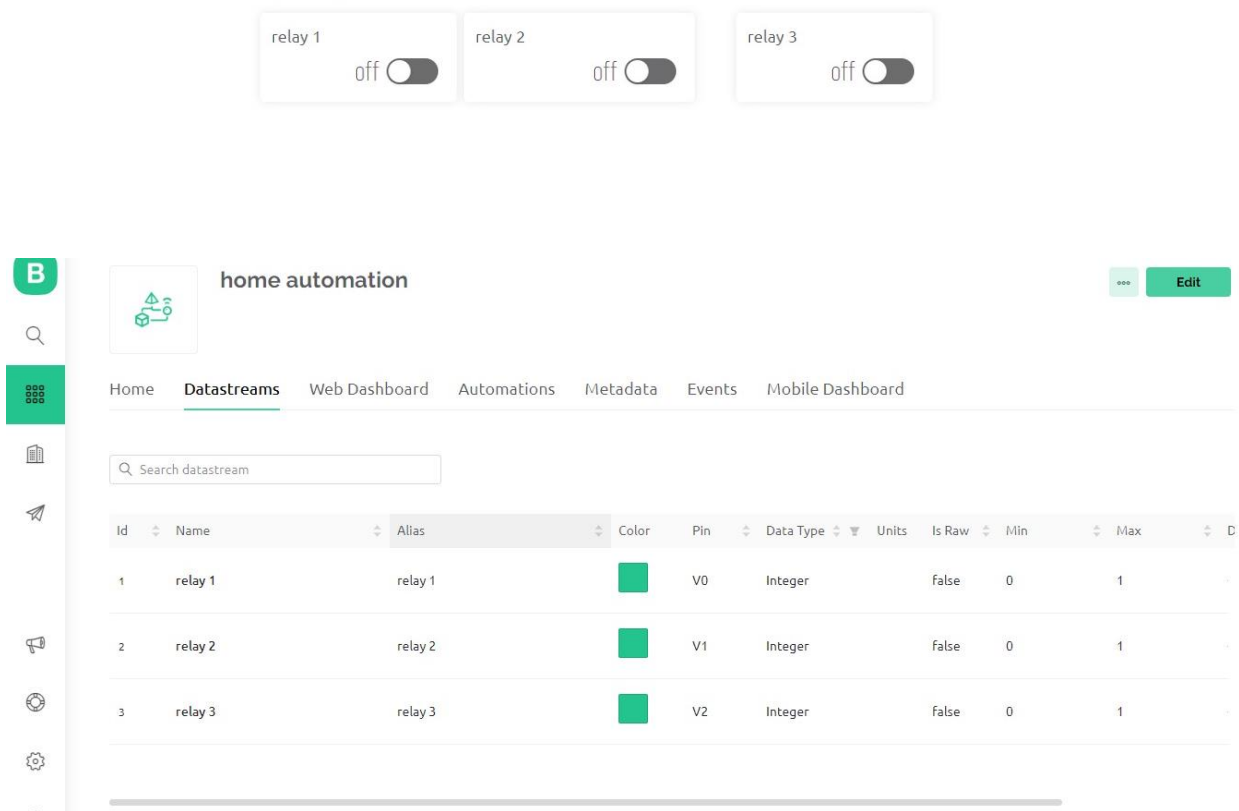 relay 1 relay 2 relay 3
off off off
B
home automation
ooo Edit
Home Datastreams Web Dashboard Automations Metadata Events Mobile Dashboard
Search datastream
Id Name Alias Color Pin Data Type Units Is Raw Min Max D
1 relay 1 relay 1 V0 Integer false 0 1
2 relay 2 relay 2 V1 Integer false 0 1
3 relay 3 relay 3 V2 Integer false 0 1